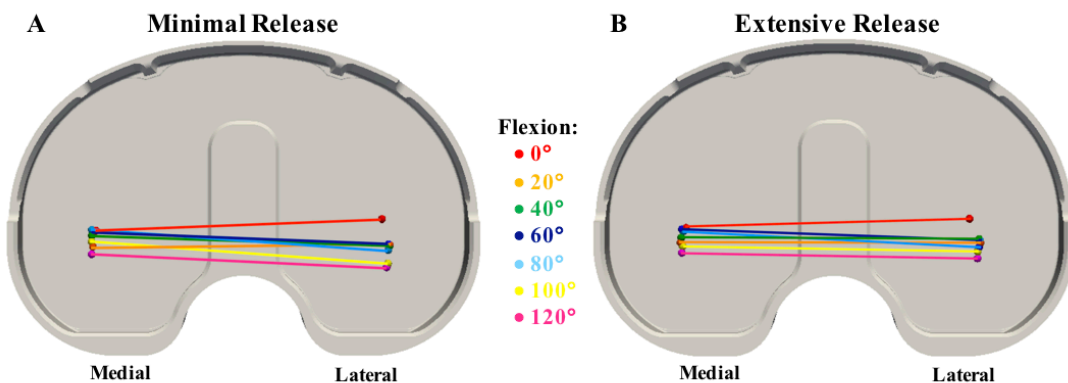 A Minimal Release
B Extensive Release
Flexion:
0°
20°
40°
60°
80°
100°
120°
Medial Lateral
Medial Lateral